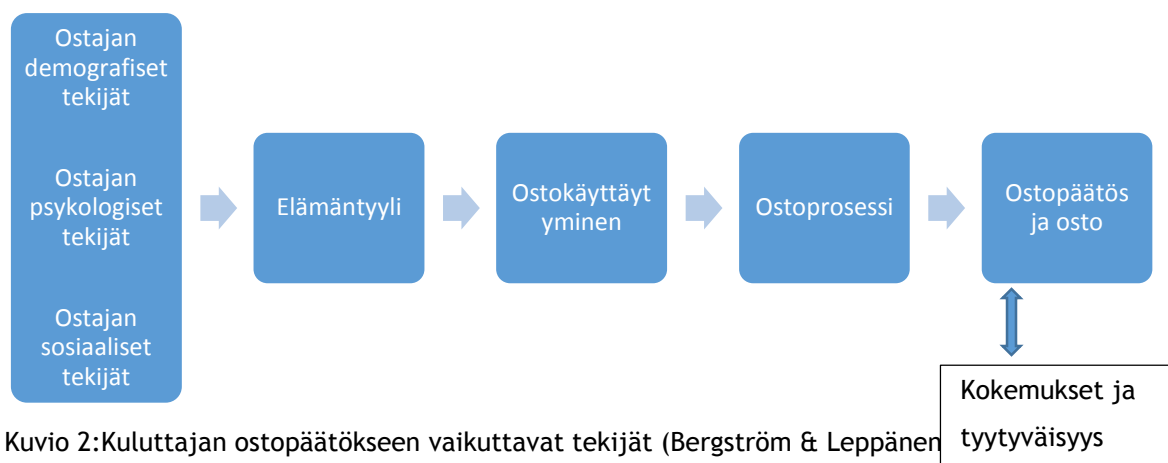 Ostajan
demografiset
tekijät
Ostajan
psykologiset
tekijät
Ostajan
sosiaaliset
tekijät
Elämäntyyli
Ostokäyttäyt
yminen
Ostoprosessi
Ostopäätös
ja osto
Kokemukset ja
tyytyväisyys
Kuvio 2:Kuluttajan ostopäätökseen vaikuttavat tekijät (Bergström & Leppänen